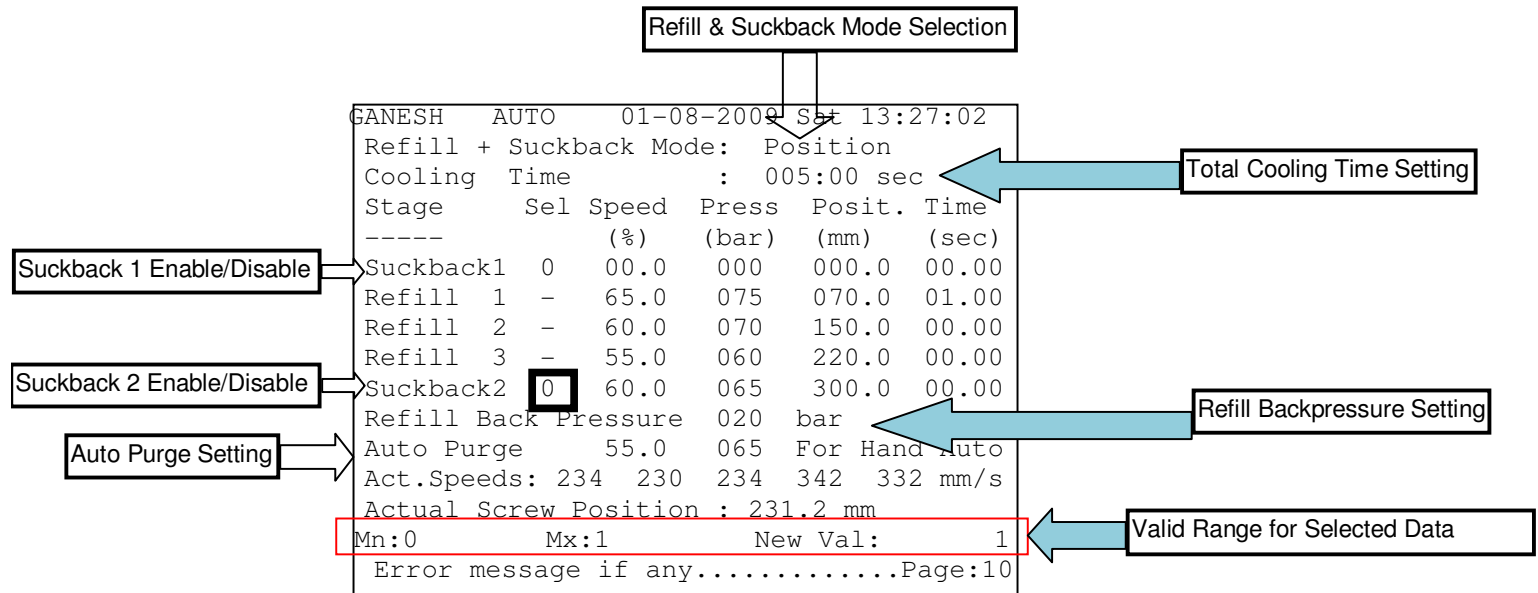 Refill & Suckback Mode Selection
GANESH AUTO 01-08-2009 Sat 13:27:02
Refill + Suckback Mode: Position
Cooling Time : 005:00 sec
Total Cooling Time Setting
Stage Sel Speed Press Posit. Time
----- (%) (bar) (mm) (sec)
Suckback 1 Enable/Disable
Suckback1 0 00.0 000 000.0 00.00
Refill 1 - 65.0 075 070.0 01.00
Refill 2 - 60.0 070 150.0 00.00
Refill 3 - 55.0 060 220.0 00.00
Suckback 2 Enable/Disable
Suckback2 0 60.0 065 300.0 00.00
Refill Back Pressure 020 bar
Refill Backpressure Setting
Auto Purge Setting
Auto Purge 55.0 065 For Hand Auto
Act.Speeds: 234 230 234 342 332 mm/s
Actual Screw Position : 231.2 mm
Mn:0 Mx:1 New Val: 1
Valid Range for Selected Data
Error message if any.............Page:10